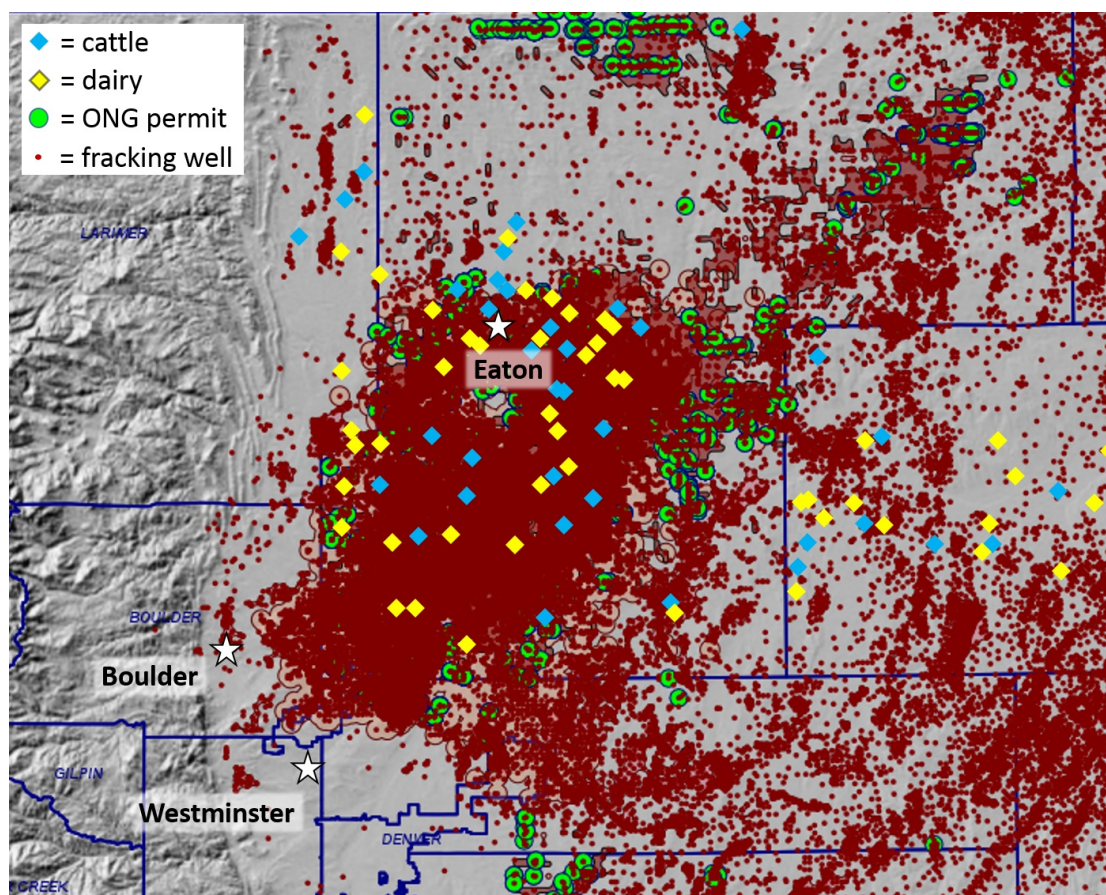 = cattle
= dairy
= ONG permit
= fracking well
LARIMER
Eaton
BOULDER
Boulder
GILPIN
Westminster
DENVER
CREEK